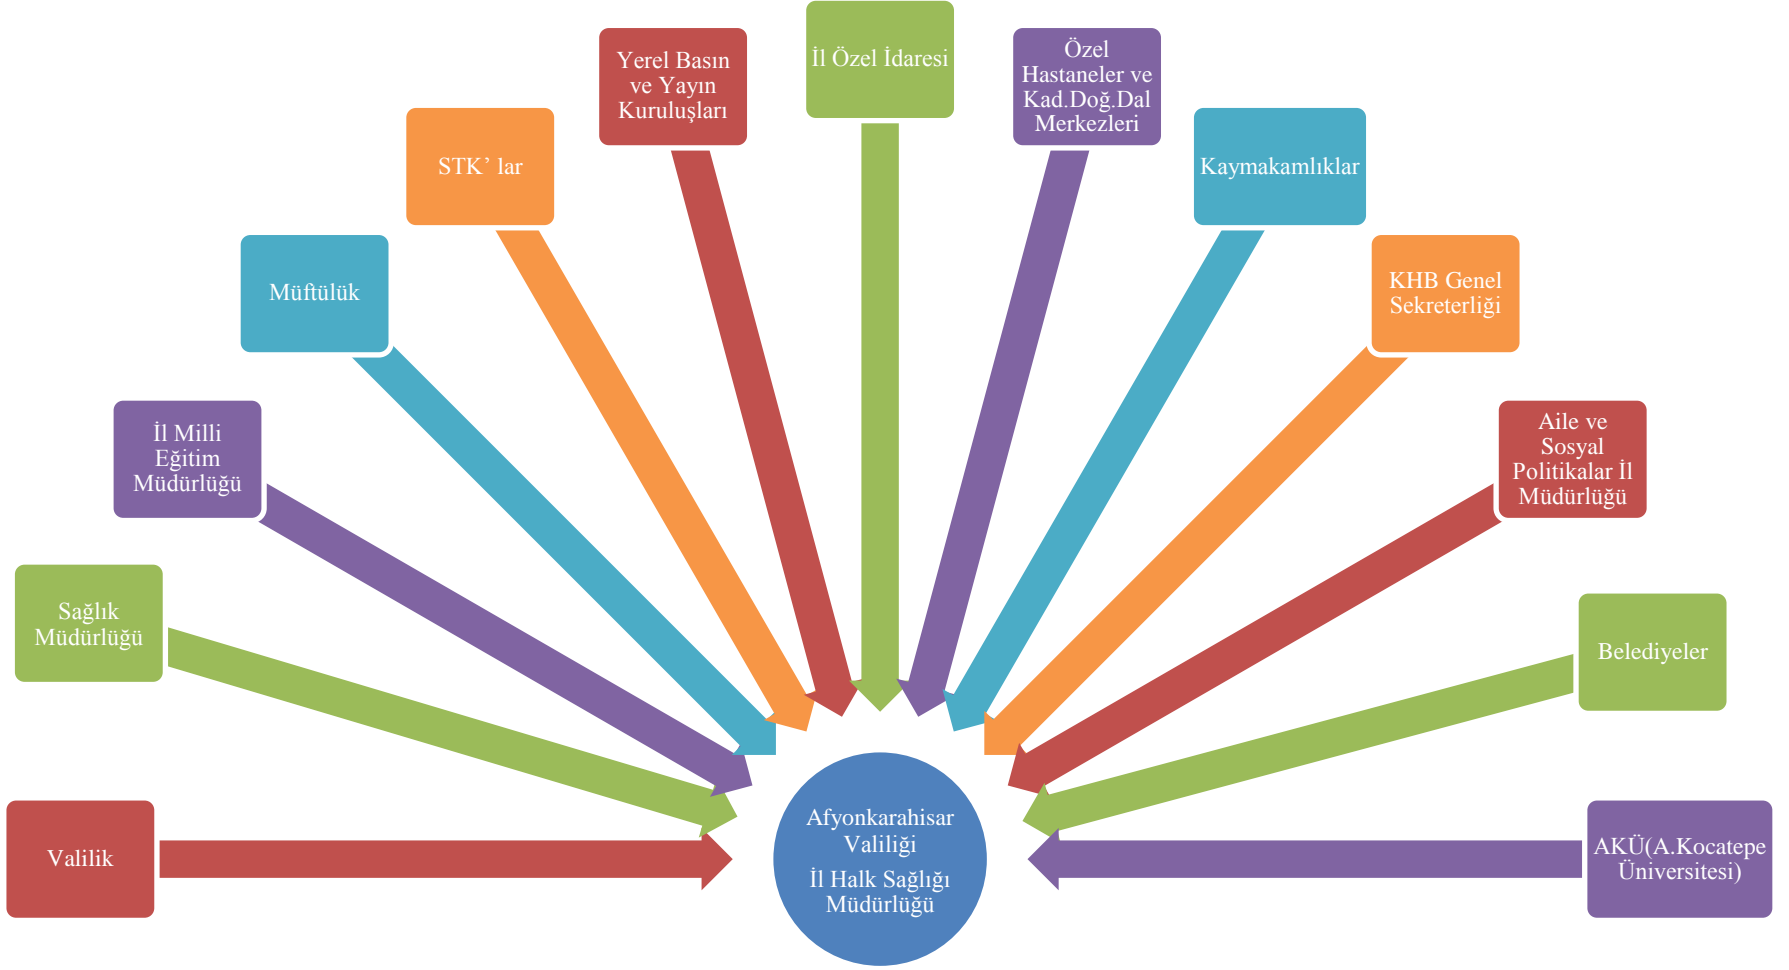 İl Özel İdaresi
Yerel Basın
ve Yayın
Kuruluşları
Özel
Hastaneler ve
Kad.Doğ.Dal
Merkezleri
STK’ lar
Kaymakamlıklar
Müftülük
KHB Genel
Sekreterliği
İl Milli
Eğitim
Müdürlüğü
Aile ve
Sosyal
Politikalar İl
Müdürlüğü
Sağlık
Müdürlüğü
Belediyeler
Valilik
Afyonkarahisar
Valiliği
İl Halk Sağlığı
Müdürlüğü
AKÜ(A.Kocatepe
Üniversitesi)